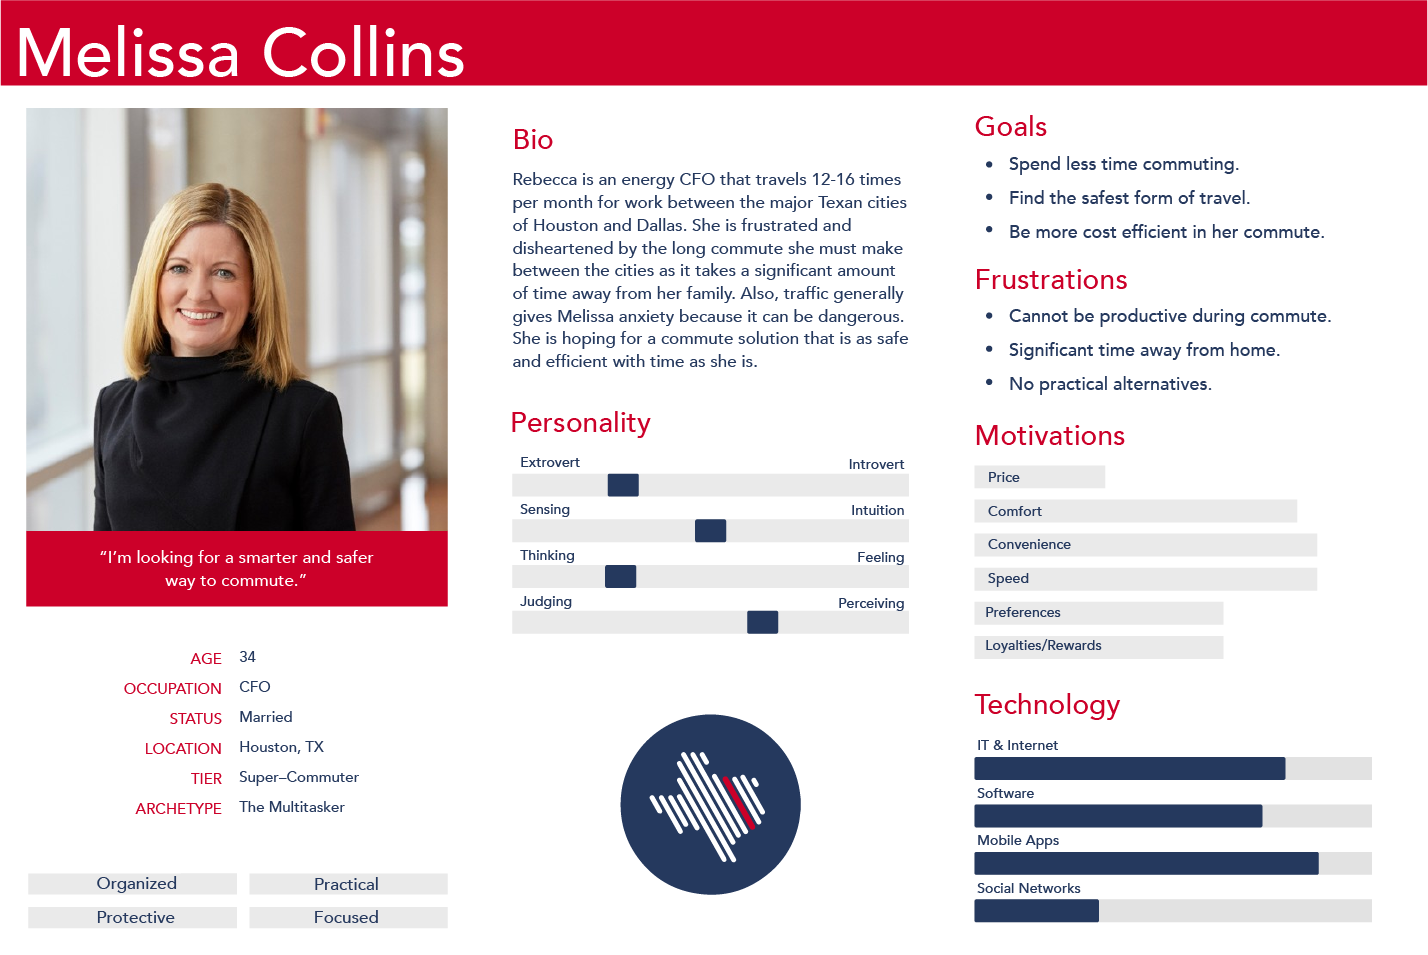 Melissa Collins
“I’m looking for a smarter and safer
way to commute.”
AGE 34
OCCUPATION CFO
STATUS Married
LOCATION Houston, TX
TIER Super–Commuter
ARCHETYPE The Multitasker
Organized Practical
Protective Focused
Bio
Rebecca is an energy CFO that travels 12-16 times
per month for work between the major Texan cities
of Houston and Dallas. She is frustrated and
disheartened by the long commute she must make
between the cities as it takes a significant amount
of time away from her family. Also, traffic generally
gives Melissa anxiety because it can be dangerous.
She is hoping for a commute solution that is as safe
and efficient with time as she is.
Personality
Extrovert Introvert
Sensing Intuition
Thinking Feeling
Judging Perceiving
Goals
• Spend less time commuting.
• Find the safest form of travel.
• Be more cost efficient in her commute.
Frustrations
• Cannot be productive during commute.
• Significant time away from home.
• No practical alternatives.
Motivations
Price
Comfort
Convenience
Speed
Preferences
Loyalties/Rewards
Technology
IT & Internet
Software
Mobile Apps
Social Networks